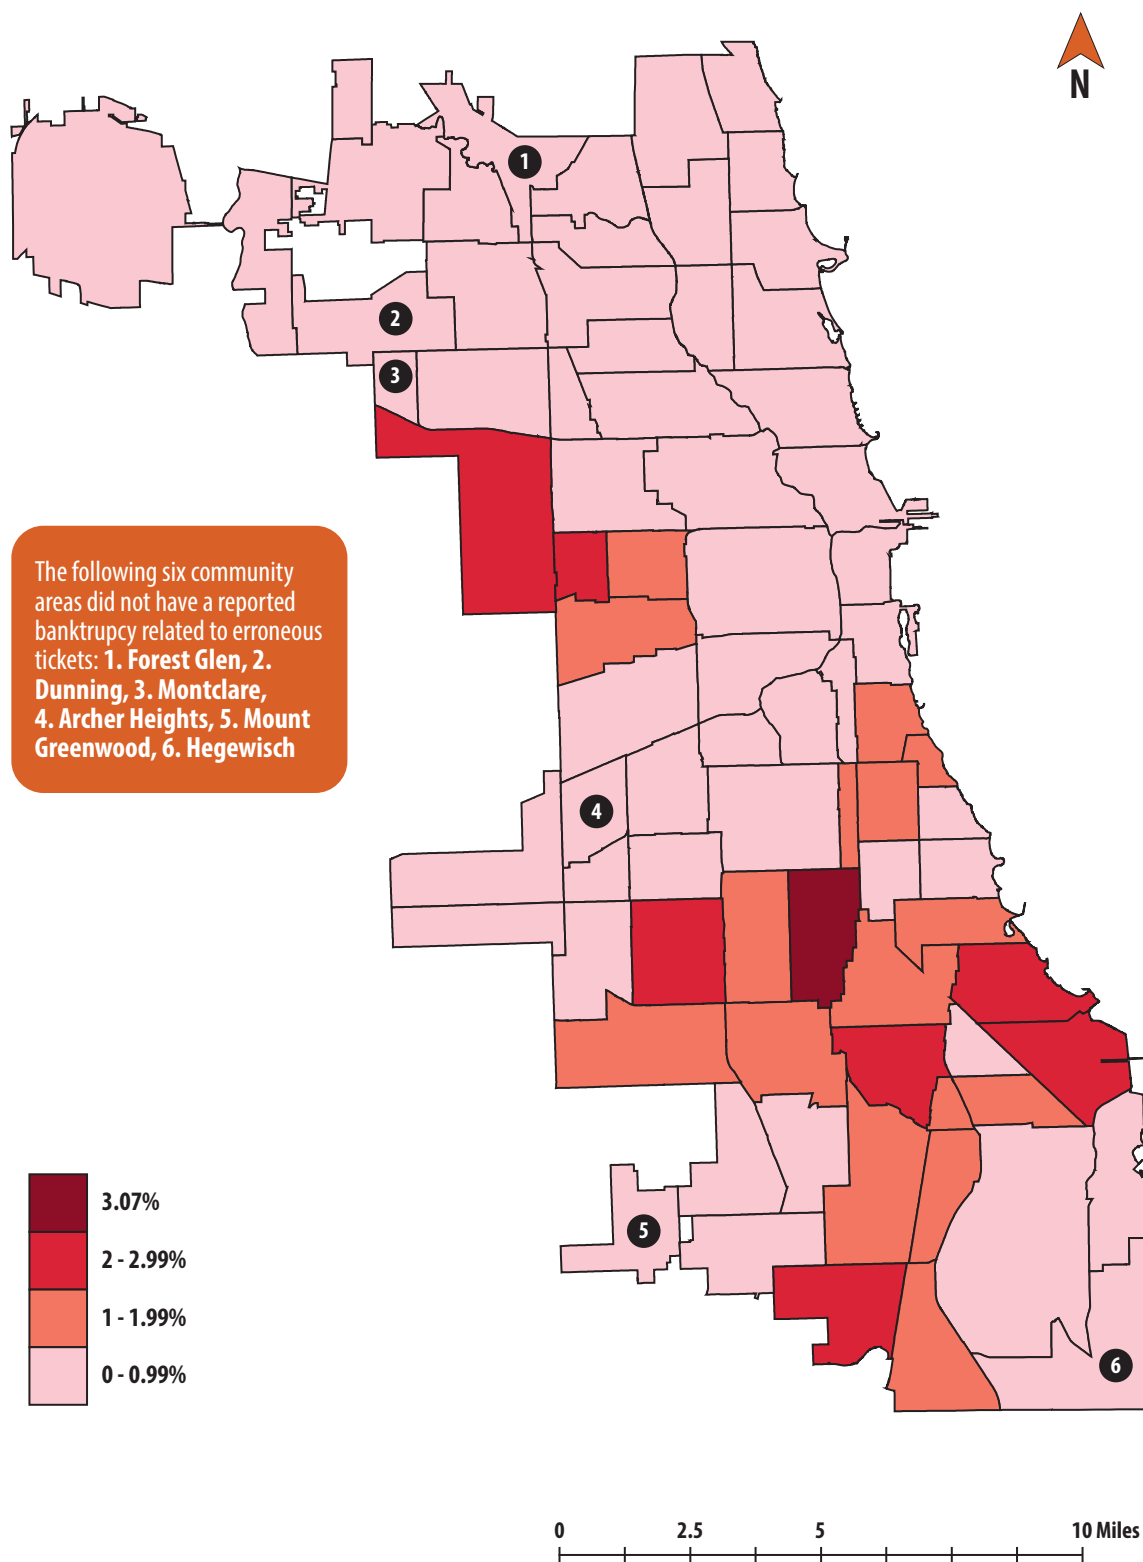 N
1
2
3
The following six community
areas did not have a reported
banktrupcy related to erroneous
tickets: 1. Forest Glen, 2.
Dunning, 3. Montclare,
4. Archer Heights, 5. Mount
Greenwood, 6. Hegewisch
4
3.07%
2 - 2.99%
1 - 1.99%
0 - 0.99%
5
6
0 2.5 5 10 Miles